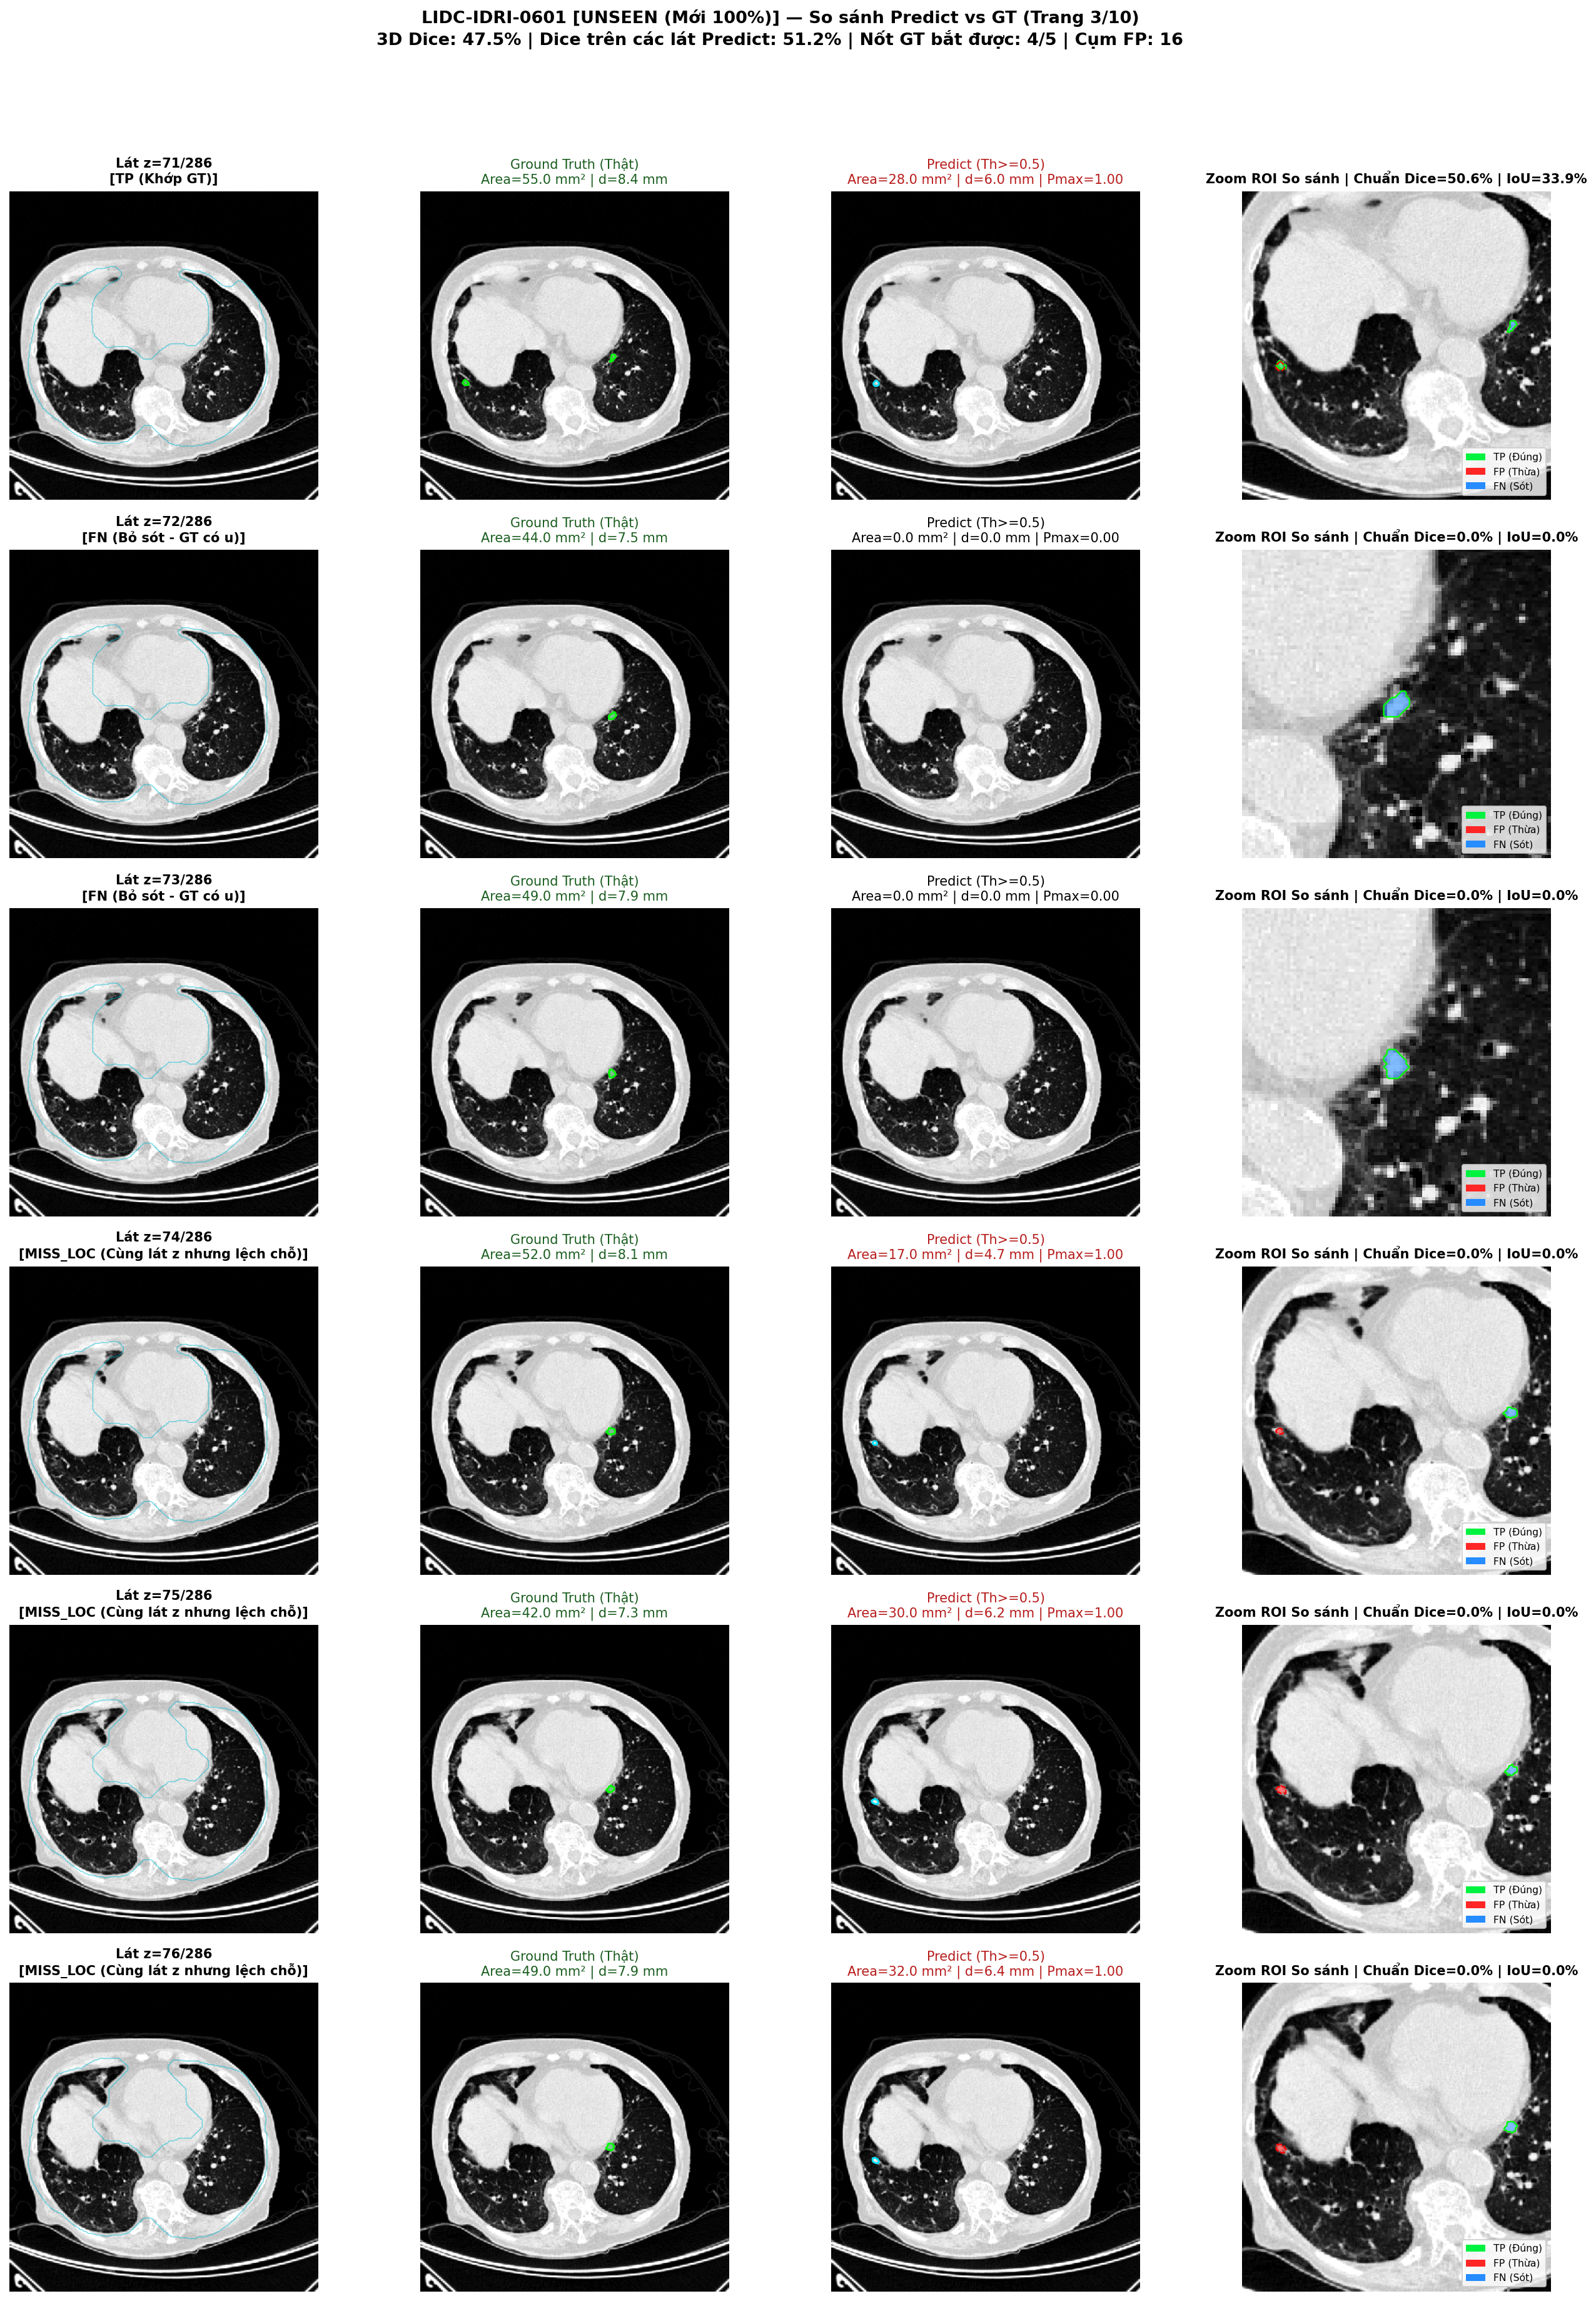 LIDC-IDRI-0601 [UNSEEN (Mới 100%)] — So sánh Predict vs GT (Trang 3/10)
3D Dice: 47.5% | Dice trên các lát Predict: 51.2% | Nốt GT bắt được: 4/5 | Cụm FP: 16
Lát z=71/286
[TP (Khớp GT)]
Ground Truth (Thật)
Area=55.0 mm² | d=8.4 mm
Predict (Th>=0.5)
Area=28.0 mm² | d=6.0 mm | Pmax=1.00
Zoom ROI So sánh | Chuẩn Dice=50.6% | IoU=33.9%
TP (Đúng)
FP (Thừa)
FN (Sót)
Lát z=72/286
[FN (Bỏ sót - GT có u)]
Ground Truth (Thật)
Area=44.0 mm² | d=7.5 mm
Predict (Th>=0.5)
Area=0.0 mm² | d=0.0 mm | Pmax=0.00
Zoom ROI So sánh | Chuẩn Dice=0.0% | IoU=0.0%
TP (Đúng)
FP (Thừa)
FN (Sót)
Lát z=73/286
[FN (Bỏ sót - GT có u)]
Ground Truth (Thật)
Area=49.0 mm² | d=7.9 mm
Predict (Th>=0.5)
Area=0.0 mm² | d=0.0 mm | Pmax=0.00
Zoom ROI So sánh | Chuẩn Dice=0.0% | IoU=0.0%
TP (Đúng)
FP (Thừa)
FN (Sót)
Lát z=74/286
[MISS_LOC (Cùng lát z nhưng lệch chỗ)]
Ground Truth (Thật)
Area=52.0 mm² | d=8.1 mm
Predict (Th>=0.5)
Area=17.0 mm² | d=4.7 mm | Pmax=1.00
Zoom ROI So sánh | Chuẩn Dice=0.0% | IoU=0.0%
TP (Đúng)
FP (Thừa)
FN (Sót)
Lát z=75/286
[MISS_LOC (Cùng lát z nhưng lệch chỗ)]
Ground Truth (Thật)
Area=42.0 mm² | d=7.3 mm
Predict (Th>=0.5)
Area=30.0 mm² | d=6.2 mm | Pmax=1.00
Zoom ROI So sánh | Chuẩn Dice=0.0% | IoU=0.0%
TP (Đúng)
FP (Thừa)
FN (Sót)
Lát z=76/286
[MISS_LOC (Cùng lát z nhưng lệch chỗ)]
Ground Truth (Thật)
Area=49.0 mm² | d=7.9 mm
Predict (Th>=0.5)
Area=32.0 mm² | d=6.4 mm | Pmax=1.00
Zoom ROI So sánh | Chuẩn Dice=0.0% | IoU=0.0%
TP (Đúng)
FP (Thừa)
FN (Sót)